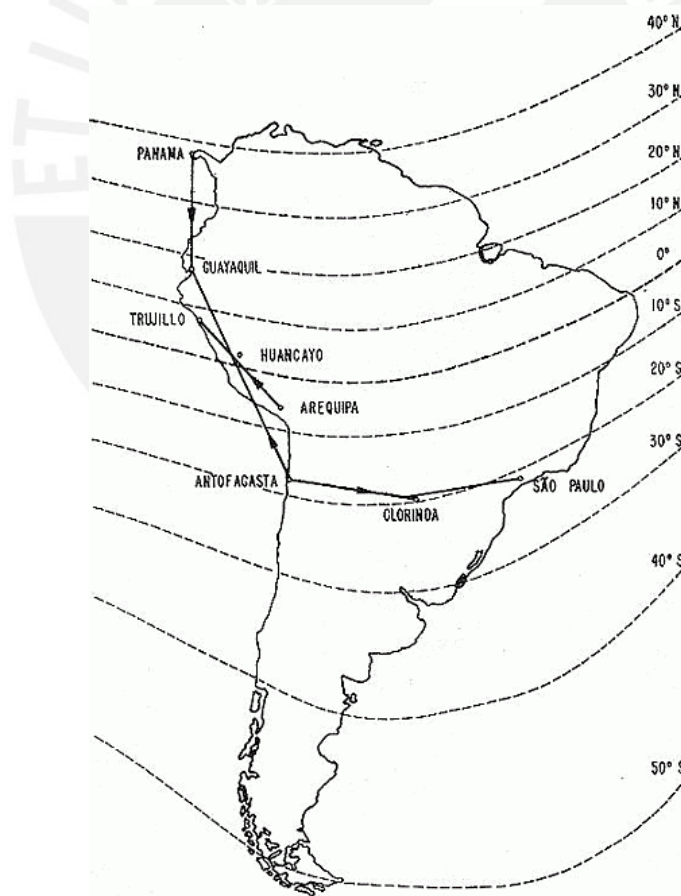 40° N
30° N
20° N
PANAMA
10° N
0°
GUAYAQUIL
10° S
TRUJILLO
HUANCAYO
20° S
AREQUIPA
30° S
ANTOFAGASTA
SÃO PAULO
CLORINDA
40° S
50° S
ET